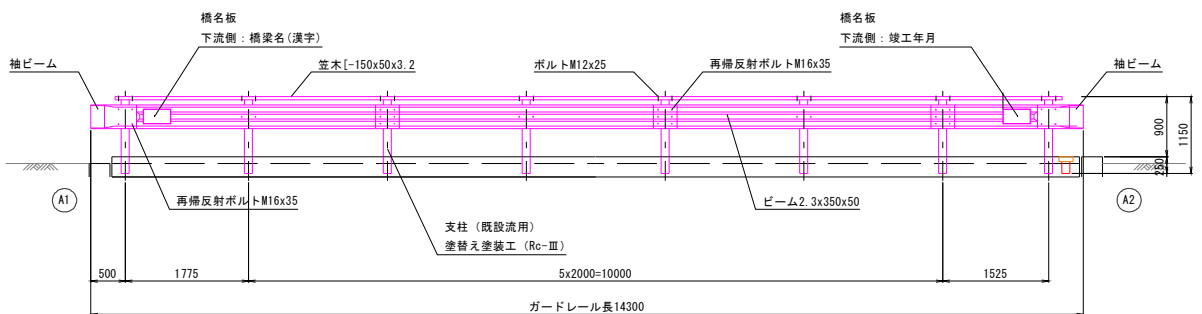 橋名板
下流側：橋梁名(漢字)
橋名板
下流側：竣工年月
袖ビーム
笠木[-150x50x3.2
ボルトM12x25
再帰反射ボルトM16x35
袖ビーム
900
1150
250
A1
再帰反射ボルトM16x35
ビーム2.3x350x50
A2
支柱（既設流用）
塗替え塗装工（Rc-Ⅲ）
500
1775
5x2000=10000
1525
ガードレール長14300